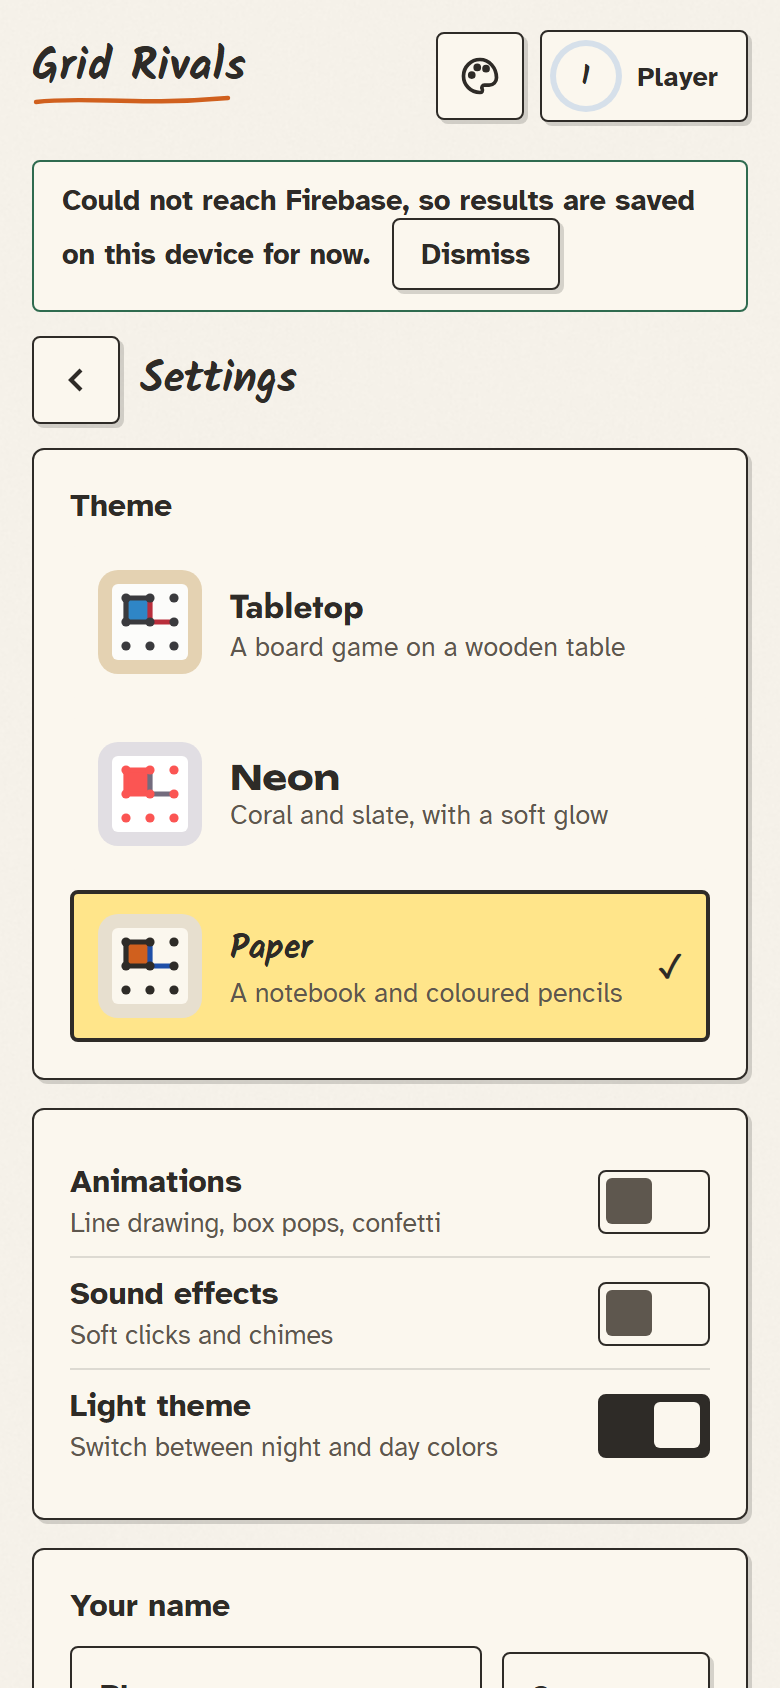 Grid Rivals
1
Player
Could not reach Firebase, so results are saved
on this device for now.
Dismiss
Settings
Theme
Tabletop
A board game on a wooden table
Neon
Coral and slate, with a soft glow
Paper
A notebook and coloured pencils
Animations
Line drawing, box pops, confetti
Sound effects
Soft clicks and chimes
Light theme
Switch between night and day colors
Your name